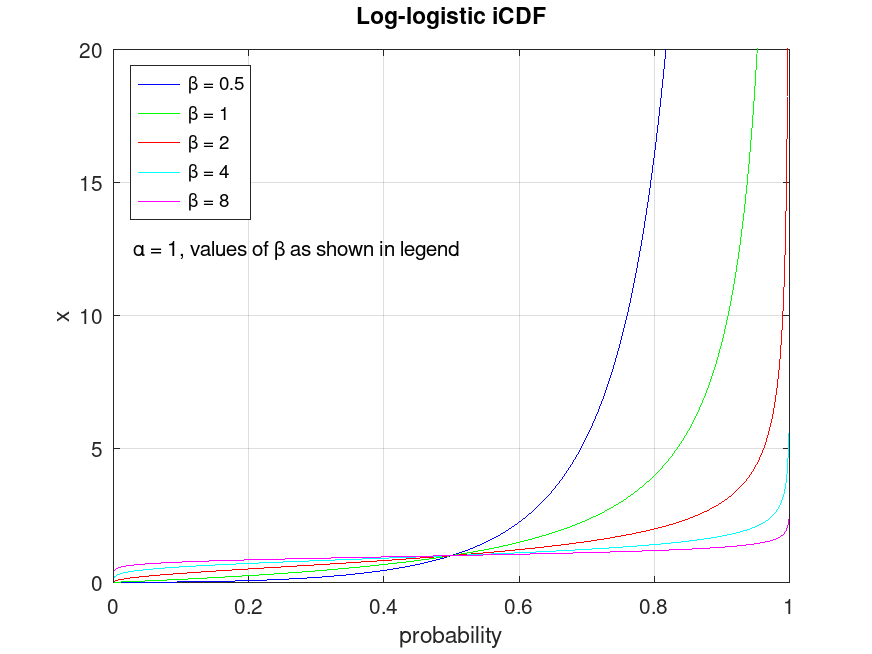 Log-logistic iCDF
20
15
10
5
0
x
β = 0.5
β = 1
β = 2
β = 4
β = 8
α = 1, values of β as shown in legend
0
0.2
0.4
0.6
0.8
1
probability